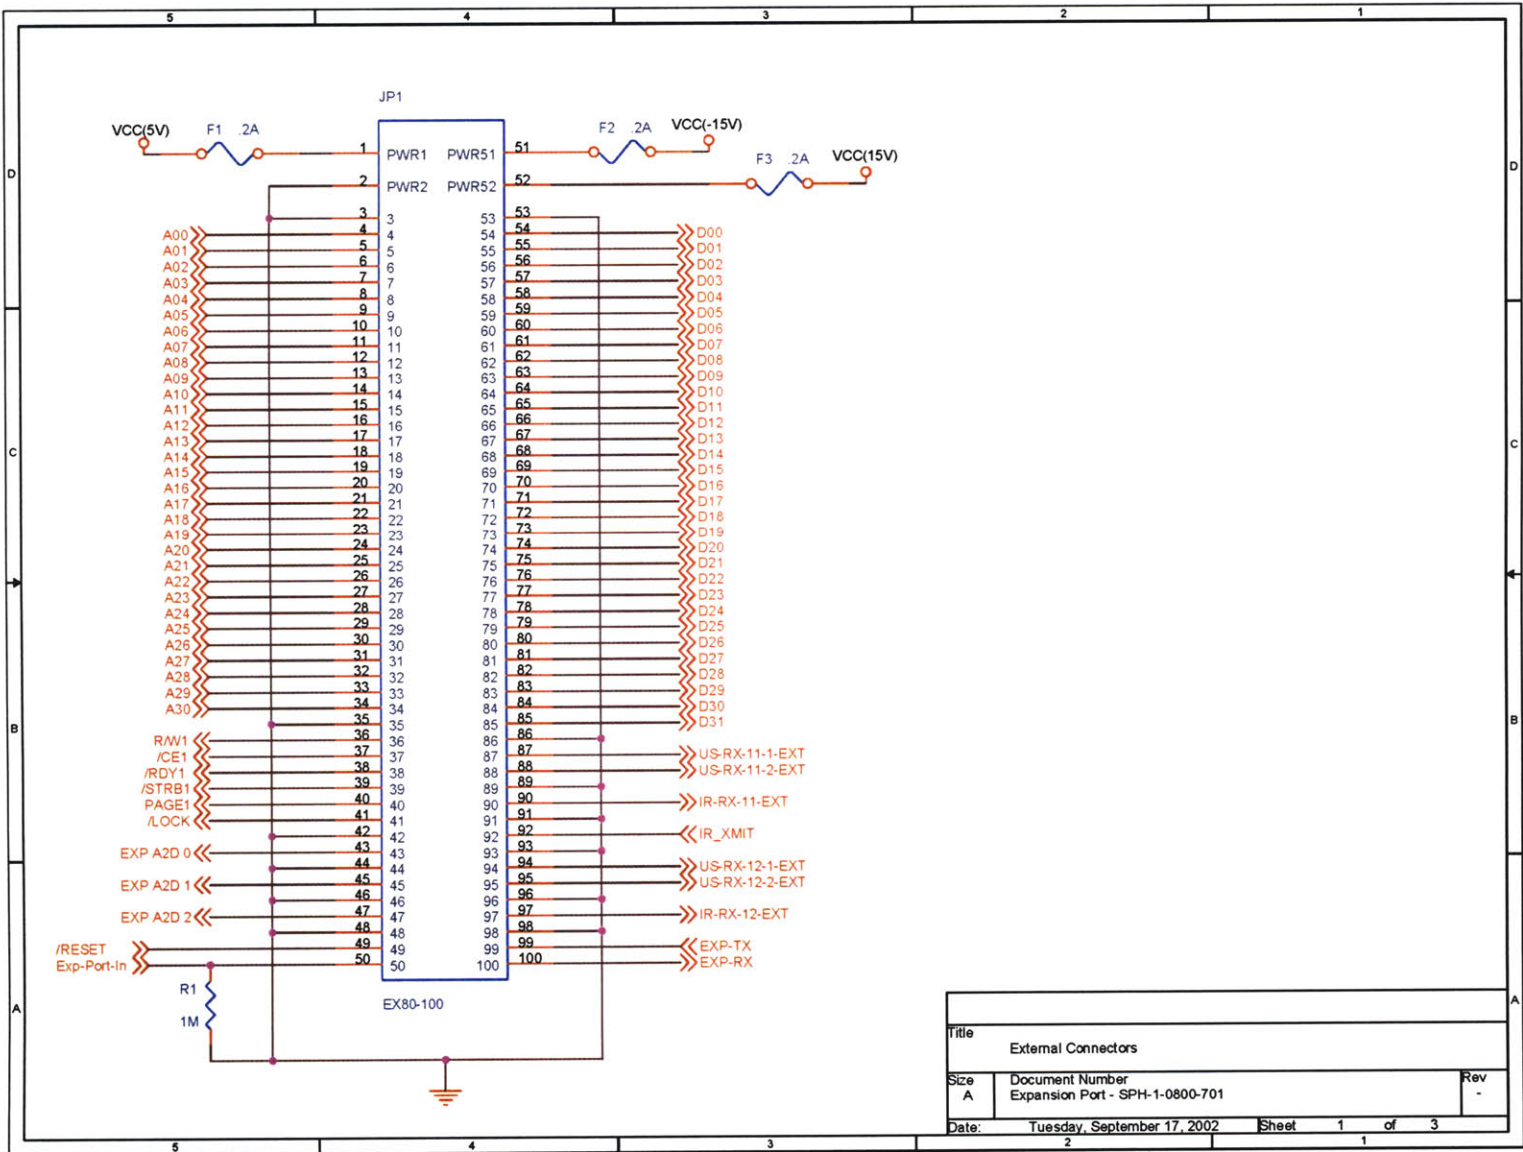 5 4 3 2 1
JP1
VCC(5V) F1 .2A 1 PWR1 PWR51 51 F2 .2A VCC(-15V)
2 PWR2 PWR52 52 F3 .2A VCC(15V)
D D
3 3 53 53
A00 4 4 54 54 D00
A01 5 5 55 55 D01
A02 6 6 56 56 D02
A03 7 7 57 57 D03
A04 8 8 58 58 D04
A05 9 9 59 59 D05
A06 10 10 60 60 D06
A07 11 11 61 61 D07
A08 12 12 62 62 D08
A09 13 13 63 63 D09
A10 14 14 64 64 D10
A11 15 15 65 65 D11
A12 16 16 66 66 D12
A13 17 17 67 67 D13
C A14 18 18 68 68 D14 C
A15 19 19 69 69 D15
A16 20 20 70 70 D16
A17 21 21 71 71 D17
A18 22 22 72 72 D18
A19 23 23 73 73 D19
A20 24 24 74 74 D20
A21 25 25 75 75 D21
A22 26 26 76 76 D22
A23 27 27 77 77 D23
A24 28 28 78 78 D24
A25 29 29 79 79 D25
A26 30 30 80 80 D26
A27 31 31 81 81 D27
A28 32 32 82 82 D28
A29 33 33 83 83 D29
A30 34 34 84 84 D30
B 35 35 85 85 D31 B
R/W1 36 36 86 86
/CE1 37 37 87 87 US-RX-11-1-EXT
/RDY1 38 38 88 88 US-RX-11-2-EXT
/STRB1 39 39 89 89
PAGE1 40 40 90 90 IR-RX-11-EXT
/LOCK 41 41 91 91
42 42 92 92 IR_XMIT
EXP A2D 0 43 43 93 93
44 44 94 94 US-RX-12-1-EXT
EXP A2D 1 45 45 95 95 US-RX-12-2-EXT
46 46 96 96
EXP A2D 2 47 47 97 97 IR-RX-12-EXT
48 48 98 98
/RESET 49 49 99 99 EXP-TX
Exp-Port-In 50 50 100 100 EXP-RX
R1
1M
EX80-100
A A
Title
External Connectors
Size Document Number Rev
A Expansion Port - SPH-1-0800-701 -
Date: Tuesday, September 17, 2002 Sheet 1 of 3
5 4 3 2 1